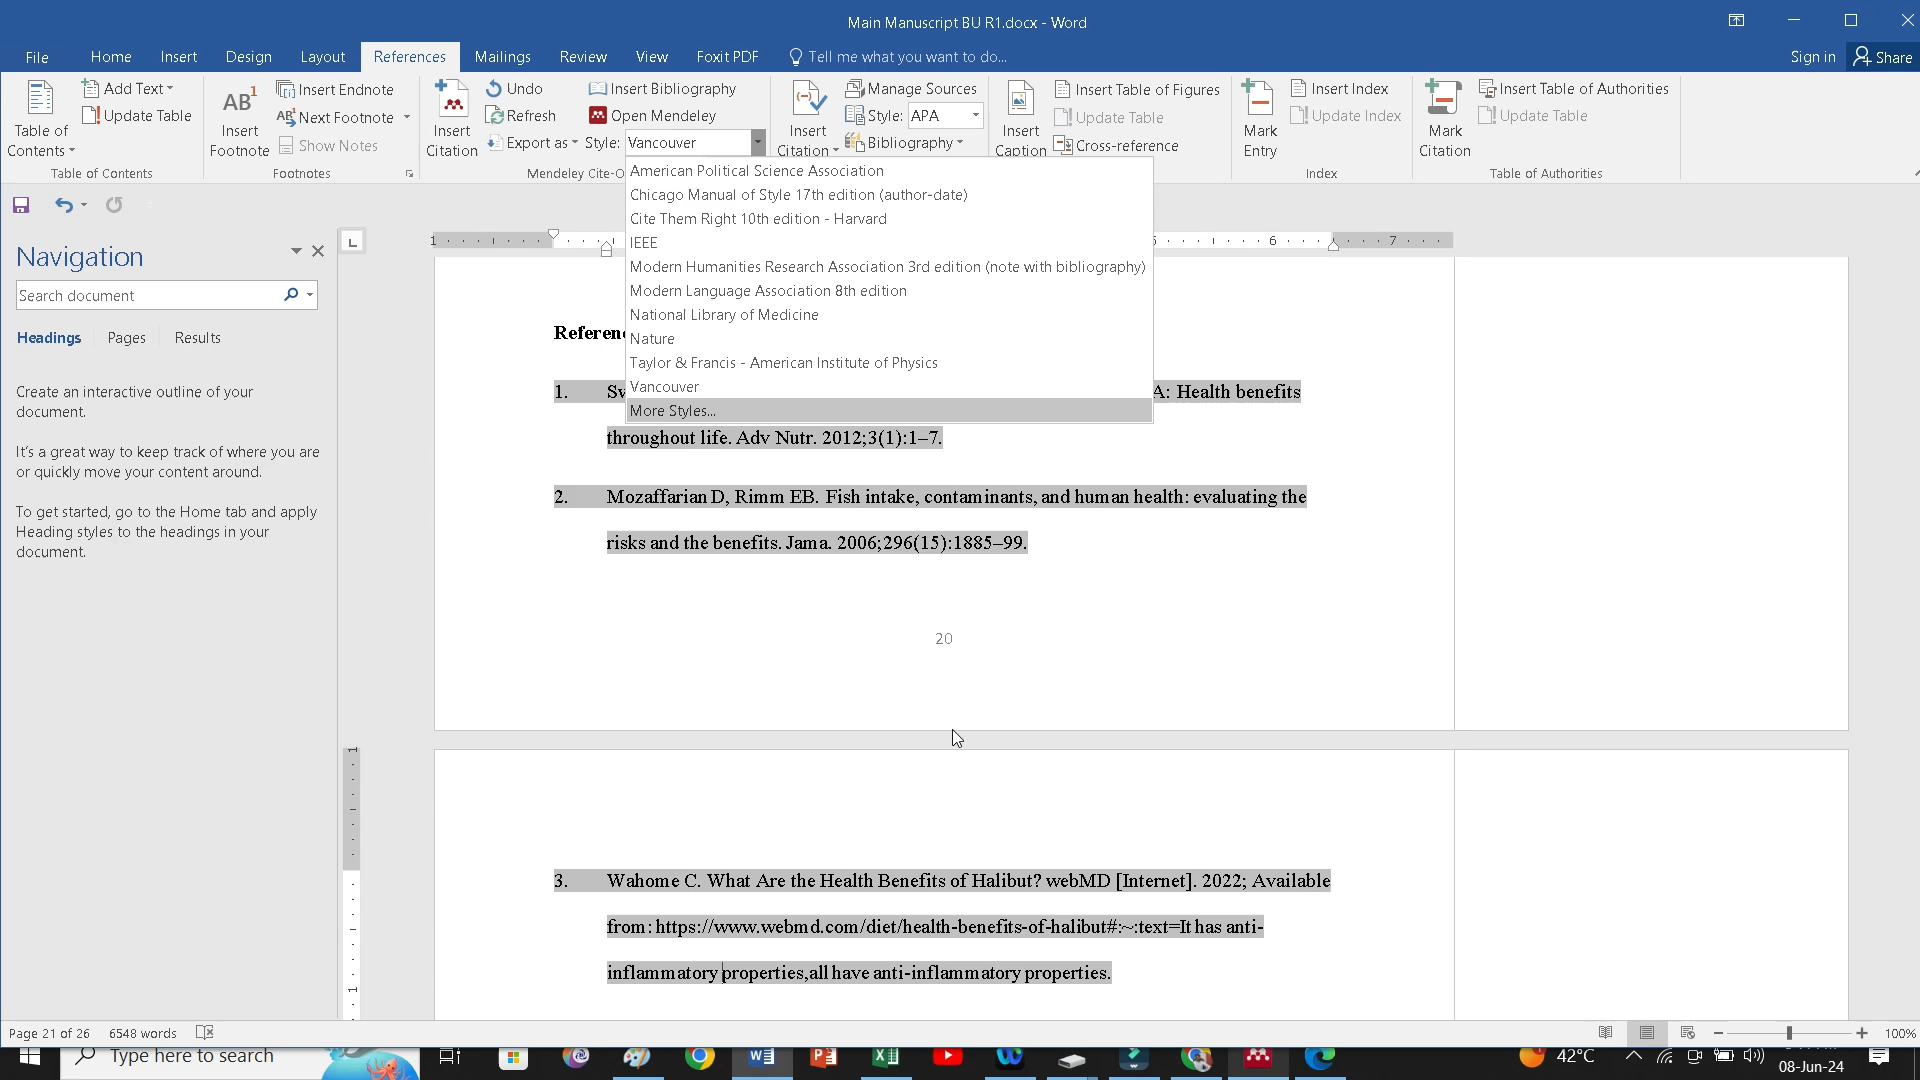 Main Manuscript BU R1.docx - Word
File Home Insert Design Layout References Mailings Review View Foxit PDF Tell me what you want to do... Sign in Share
Table of Contents
Add Text
Update Table
Table of Contents
AB1 Insert Footnote
Insert Endnote
Next Footnote
Show Notes
Footnotes
Insert Citation
Undo
Refresh
Export as
Insert Bibliography
Open Mendeley
Style: Vancouver
Mendeley Cite-O
Insert Citation
Manage Sources
Style: APA
Bibliography
Insert Caption
Insert Table of Figures
Update Table
Cross-reference
Mark Entry
Insert Index
Update Index
Index
Mark Citation
Insert Table of Authorities
Update Table
Table of Authorities
American Political Science Association
Chicago Manual of Style 17th edition (author-date)
Cite Them Right 10th edition - Harvard
IEEE
Modern Humanities Research Association 3rd edition (note with bibliography)
Modern Language Association 8th edition
National Library of Medicine
Nature
Taylor & Francis - American Institute of Physics
Vancouver
More Styles...
Navigation
Search document
Headings Pages Results
Create an interactive outline of your
document.
It's a great way to keep track of where you are
or quickly move your content around.
To get started, go to the Home tab and apply
Heading styles to the headings in your
document.
1 6 7
Referen
1. Sw A: Health benefits
throughout life. Adv Nutr. 2012;3(1):1–7.
2. Mozaffarian D, Rimm EB. Fish intake, contaminants, and human health: evaluating the
risks and the benefits. Jama. 2006;296(15):1885–99.
20
3. Wahome C. What Are the Health Benefits of Halibut? webMD [Internet]. 2022; Available
from: https://www.webmd.com/diet/health-benefits-of-halibut#:~:text=It has anti-
inflammatory properties,all have anti-inflammatory properties.
Page 21 of 26 6548 words 100%
Type here to search
42°C
08-Jun-24